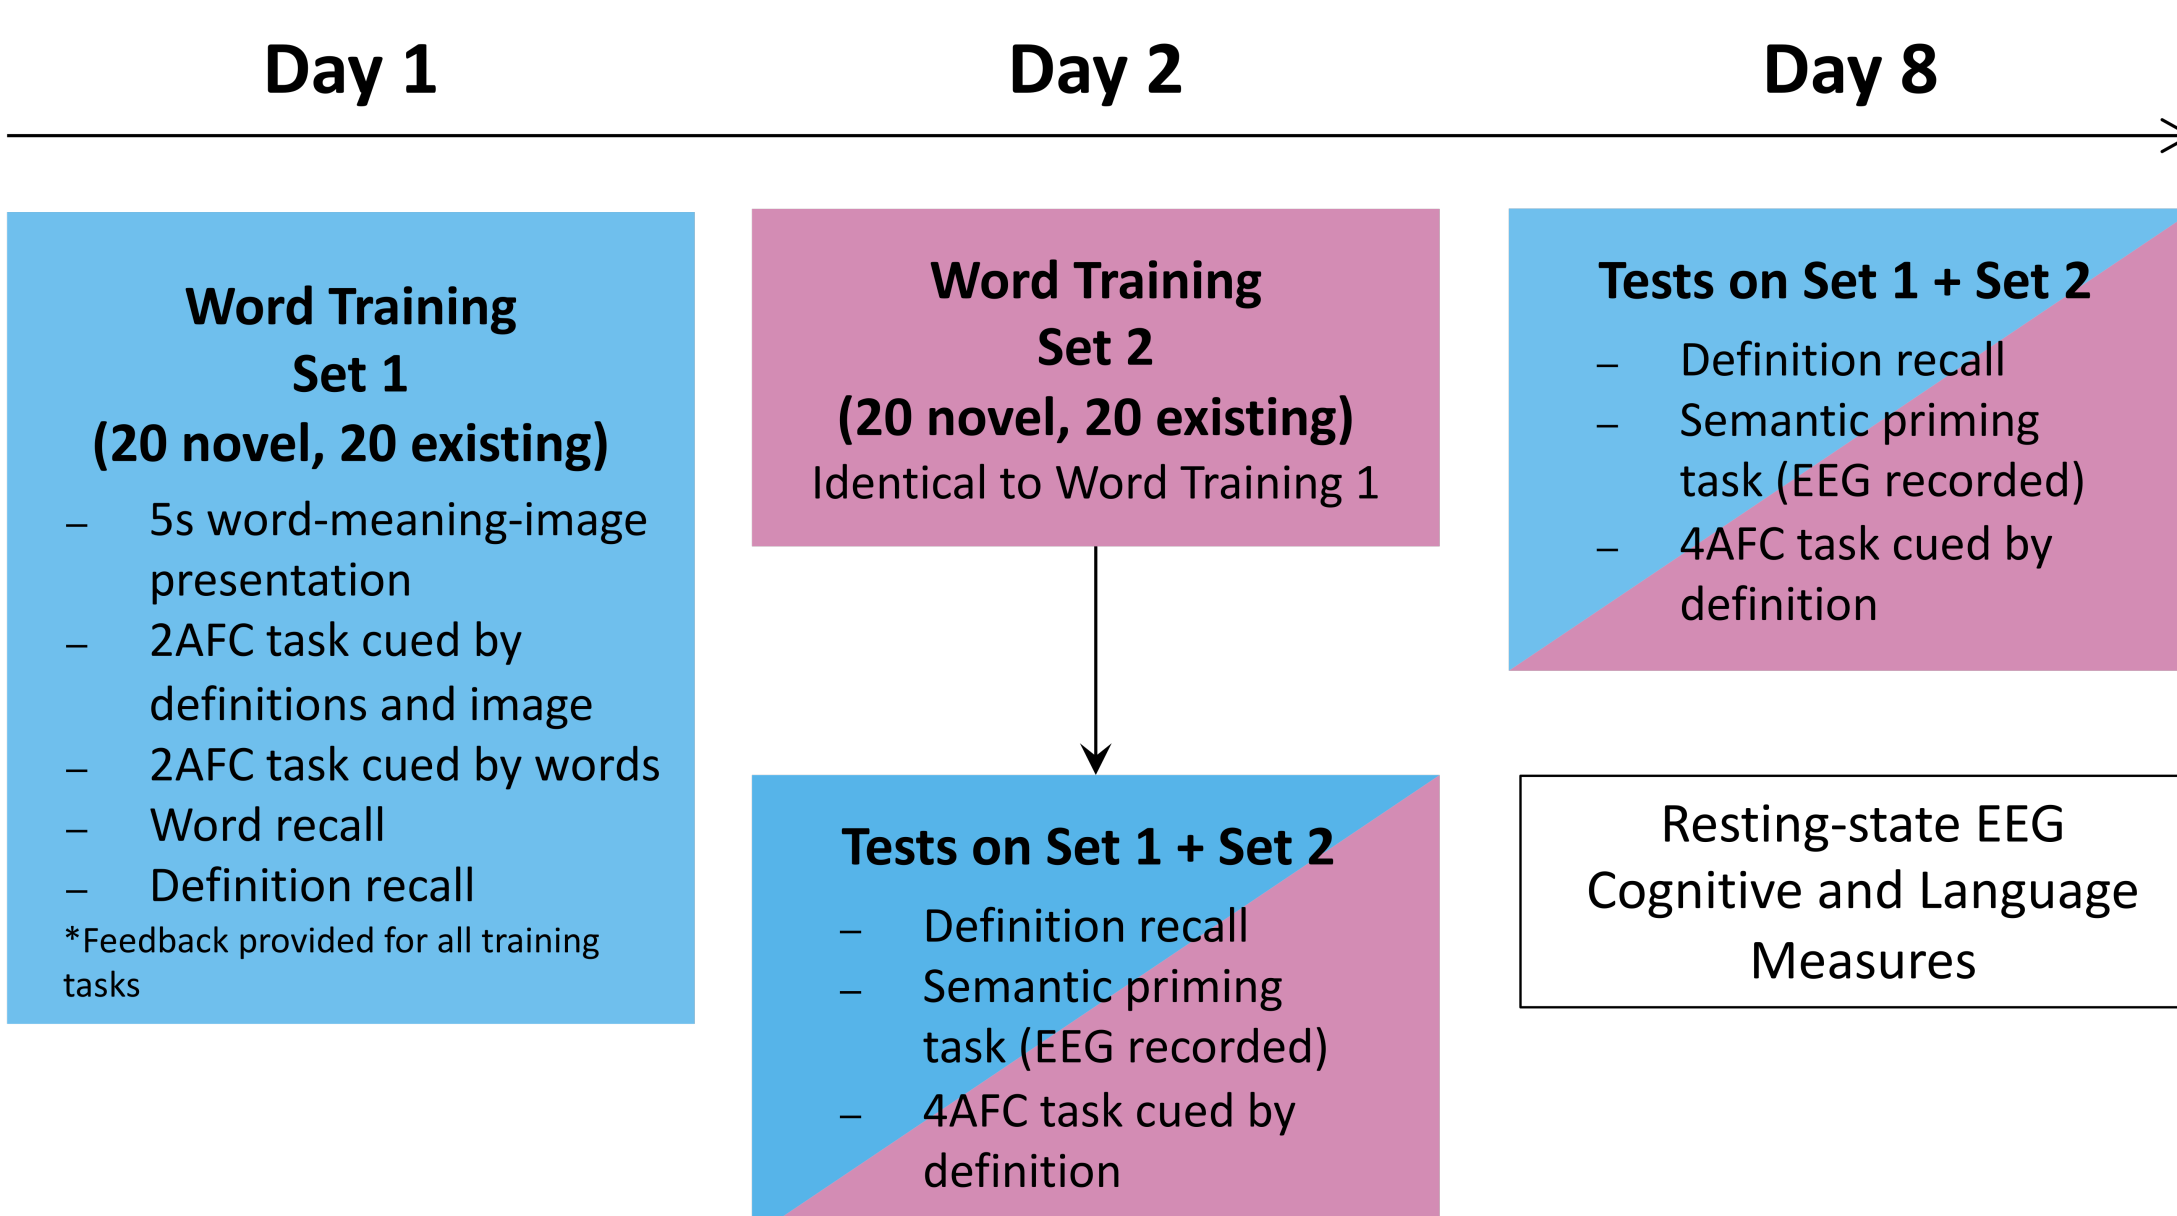 Day 1
Day 2
Day 8
Word Training
Set 1
(20 novel, 20 existing)
– 5s word-meaning-image
presentation
– 2AFC task cued by
definitions and image
– 2AFC task cued by words
– Word recall
– Definition recall
*Feedback provided for all training
tasks
Word Training
Set 2
(20 novel, 20 existing)
Identical to Word Training 1
Tests on Set 1 + Set 2
– Definition recall
– Semantic priming
task (EEG recorded)
– 4AFC task cued by
definition
Tests on Set 1 + Set 2
– Definition recall
– Semantic priming
task (EEG recorded)
– 4AFC task cued by
definition
Resting-state EEG
Cognitive and Language
Measures